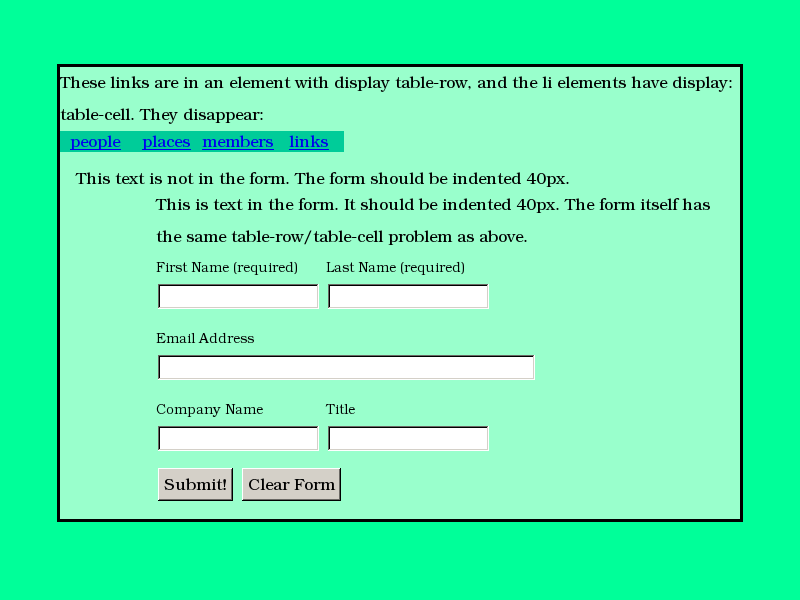 These links are in an element with display table-row, and the li elements have display:
table-cell. They disappear:
people places members links
This text is not in the form. The form should be indented 40px.
This is text in the form. It should be indented 40px. The form itself has
the same table-row/table-cell problem as above.
First Name (required) Last Name (required)
Email Address
Company Name Title
Submit! Clear Form